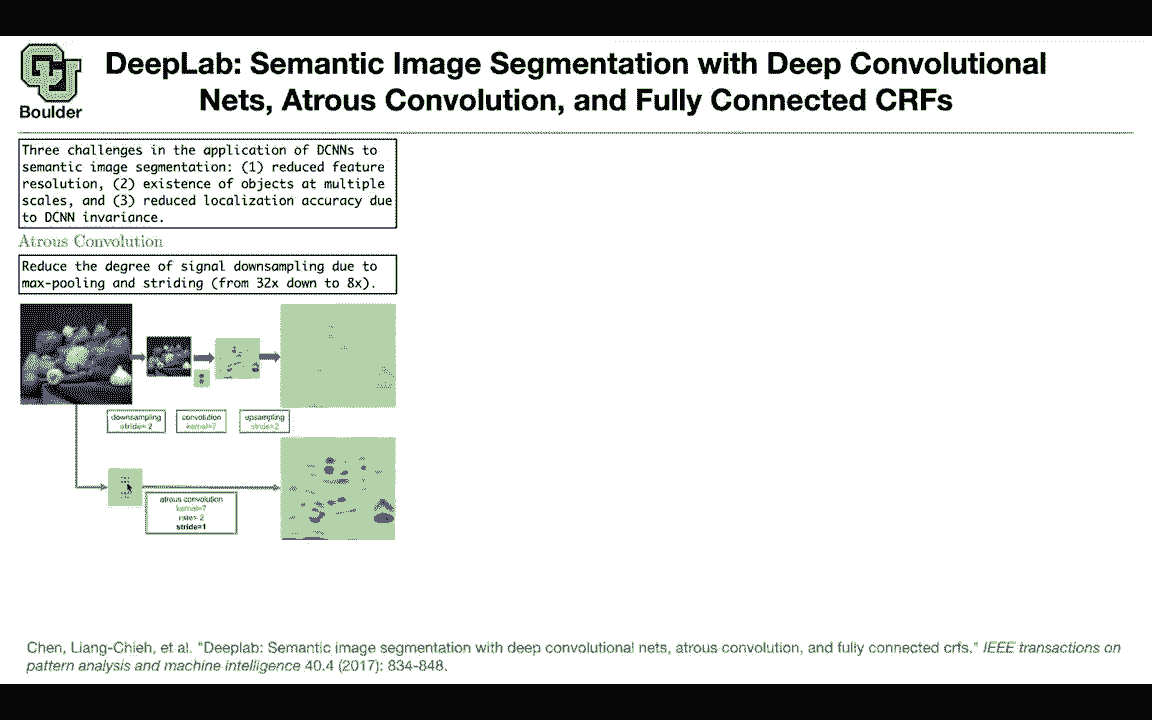 Boulder
DeepLab: Semantic Image Segmentation with Deep Convolutional
Nets, Atrous Convolution, and Fully Connected CRFs
Three challenges in the application of DCNNs to
semantic image segmentation: (1) reduced feature
resolution, (2) existence of objects at multiple
scales, and (3) reduced localization accuracy due
to DCNN invariance.
Atrous Convolution
Reduce the degree of signal downsampling due to
max-pooling and striding (from 32x down to 8x).
downsampling
stride=2
convolution
kernel=7
upsampling
stride=2
atrous convolution
kernel=7
rate=2
stride=1
Chen, Liang-Chieh, et al. "Deeplab: Semantic image segmentation with deep convolutional nets, atrous convolution, and fully connected crfs." IEEE transactions on
pattern analysis and machine intelligence 40.4 (2017): 834-848.